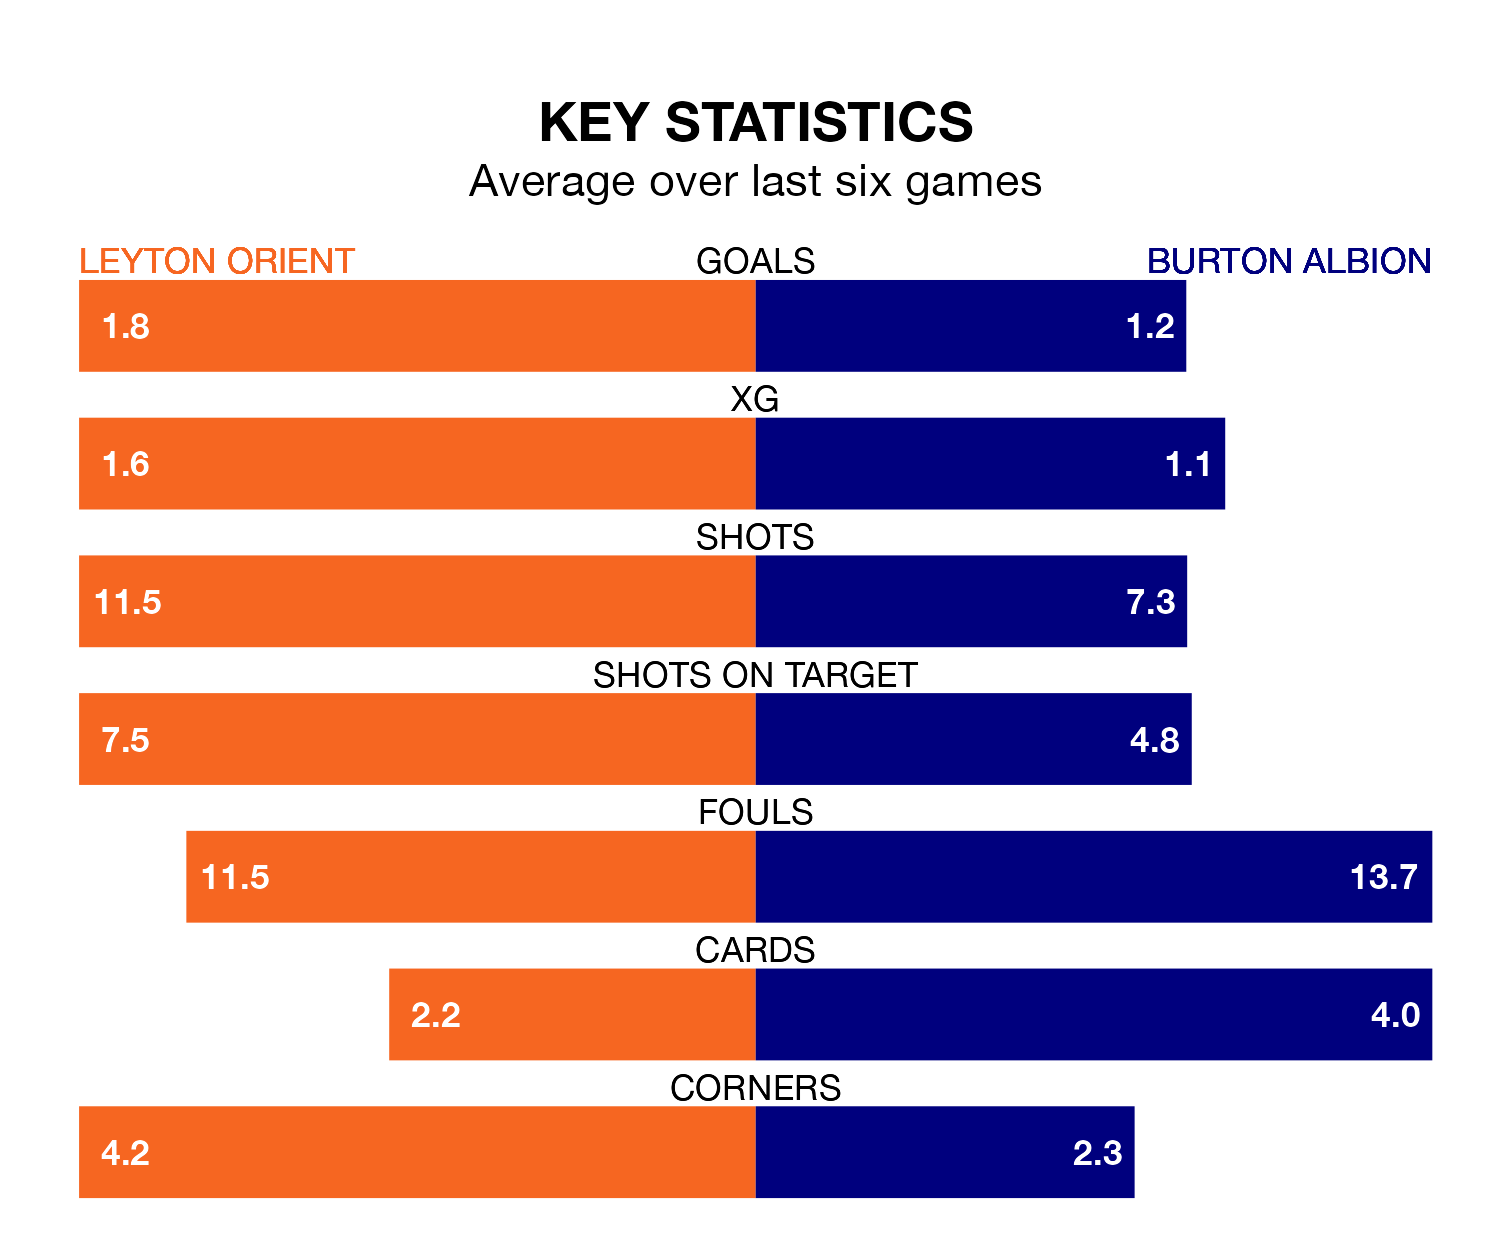 KEY STATISTICS
Average over last six games
LEYTON ORIENT GOALS BURTON ALBION
1.8 1.2
XG
1.6 1.1
SHOTS
11.5 7.3
SHOTS ON TARGET
7.5 4.8
FOULS
11.5 13.7
CARDS
2.2 4.0
CORNERS
4.2 2.3